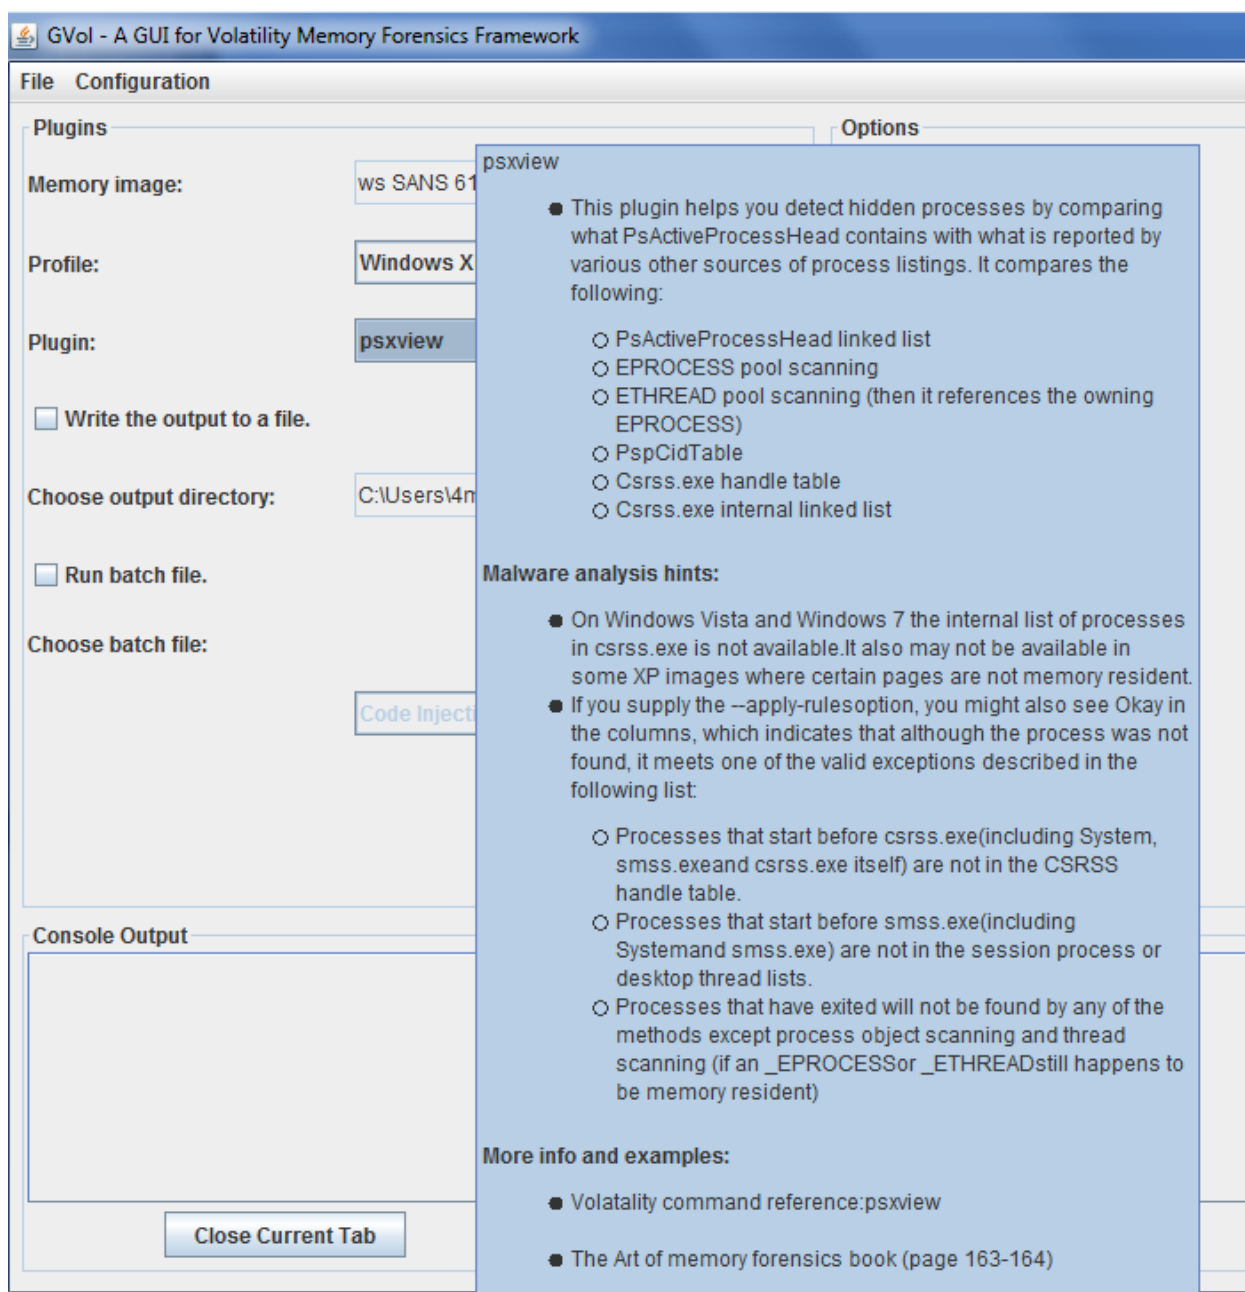 GVol - A GUI for Volatility Memory Forensics Framework
File Configuration
Plugins
Options
Memory image:
ws SANS 61
Profile:
Windows X
Plugin:
psxview
Write the output to a file.
Choose output directory:
C:\Users\4m
Run batch file.
Choose batch file:
Code Injecti
Console Output
Close Current Tab
psxview
This plugin helps you detect hidden processes by comparing
what PsActiveProcessHead contains with what is reported by
various other sources of process listings. It compares the
following:
PsActiveProcessHead linked list
EPROCESS pool scanning
ETHREAD pool scanning (then it references the owning
EPROCESS)
PspCidTable
Csrss.exe handle table
Csrss.exe internal linked list
Malware analysis hints:
On Windows Vista and Windows 7 the internal list of processes
in csrss.exe is not available.It also may not be available in
some XP images where certain pages are not memory resident.
If you supply the --apply-rulesoption, you might also see Okay in
the columns, which indicates that although the process was not
found, it meets one of the valid exceptions described in the
following list:
Processes that start before csrss.exe(including System,
smss.exeand csrss.exe itself) are not in the CSRSS
handle table.
Processes that start before smss.exe(including
Systemand smss.exe) are not in the session process or
desktop thread lists.
Processes that have exited will not be found by any of the
methods except process object scanning and thread
scanning (if an _EPROCESSor _ETHREADstill happens to
be memory resident)
More info and examples:
Volatality command reference:psxview
The Art of memory forensics book (page 163-164)